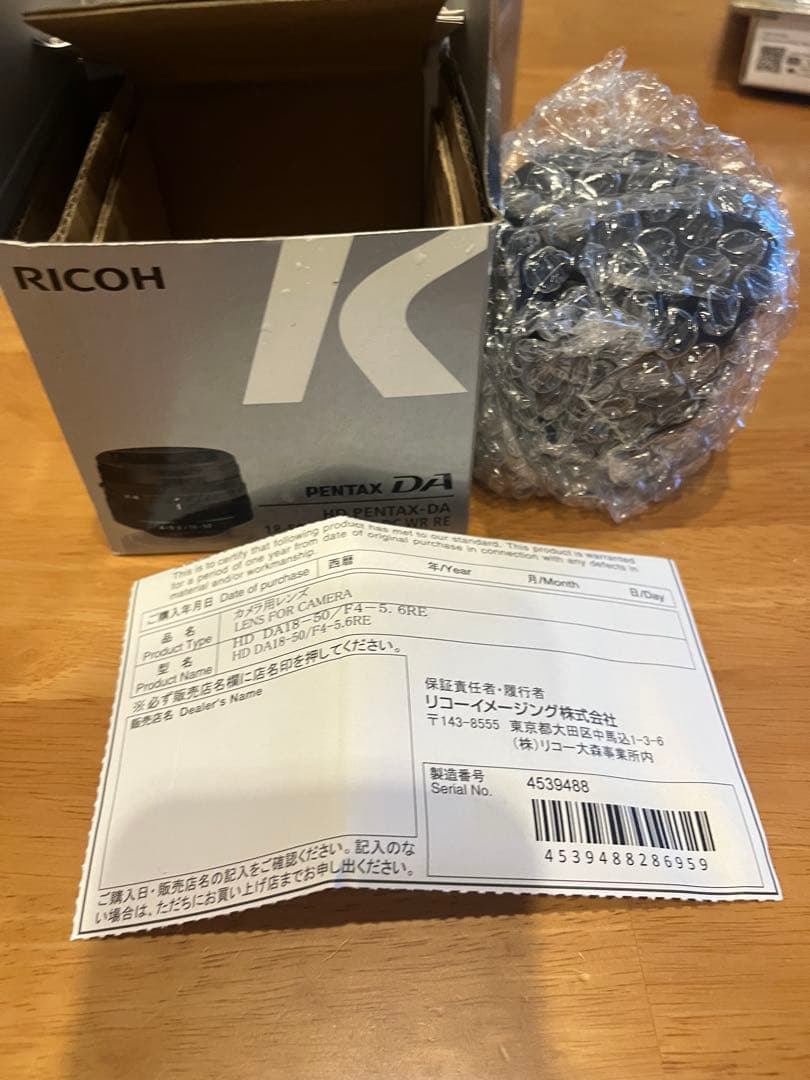 RICOH
K
PENTAX DA
HD PENTAX-DA
WR RE
This is to certify that following product has met to our standard. This product is warranted
for a period of one year from date of original purchase in connection with any defects in
material and/or workmanship.
ご購入年月日 Date of purchase 西暦 年/Year 月/Month 日/Day
品 名 カメラ用レンズ
Product Type LENS FOR CAMERA
型 名 HD DA18-50/F4-5.6RE
Product Name HD DA18-50/F4-5.6RE
※必ず販売店名欄に店名印を押してください。
販売店名 Dealer's Name
保証責任者・履行者
リコーイメージング株式会社
〒143-8555 東京都大田区中馬込1-3-6
(株)リコー大森事業所内
製造番号 4539488
Serial No.
4539488286959
ご購入日・販売店名の記入をご確認ください。記入のな
い場合は、ただちにお買い上げ店までお申し出ください。